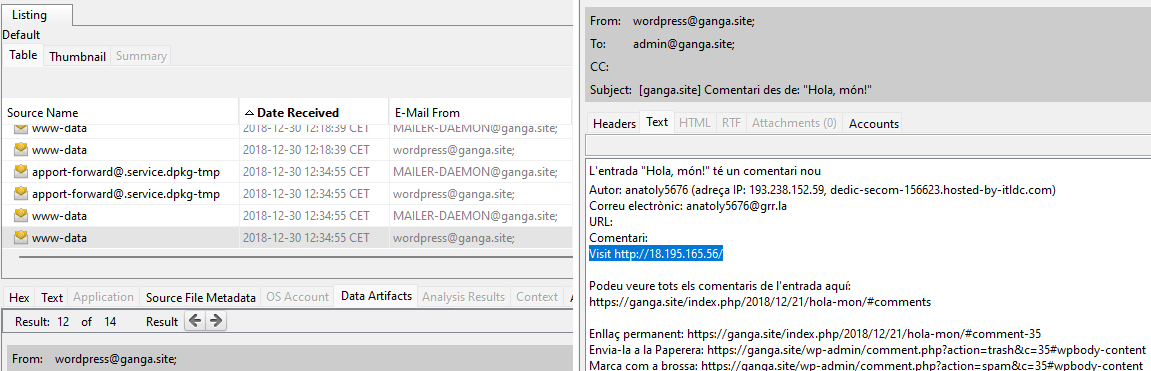 Listing
Default
Table Thumbnail Summary
Source Name Date Received E-Mail From
www-data 2018-12-30 12:18:39 CET MAILER-DAEMON@ganga.site;
www-data 2018-12-30 12:18:39 CET wordpress@ganga.site;
apport-forward@.service.dpkg-tmp 2018-12-30 12:34:55 CET MAILER-DAEMON@ganga.site;
apport-forward@.service.dpkg-tmp 2018-12-30 12:34:55 CET wordpress@ganga.site;
www-data 2018-12-30 12:34:55 CET MAILER-DAEMON@ganga.site;
www-data 2018-12-30 12:34:55 CET wordpress@ganga.site;
Hex Text Application Source File Metadata OS Account Data Artifacts Analysis Results Context
Result: 12 of 14 Result
From: wordpress@ganga.site;
From: wordpress@ganga.site;
To: admin@ganga.site;
CC:
Subject: [ganga.site] Comentari des de: "Hola, món!"
Headers Text HTML RTF Attachments (0) Accounts
L'entrada "Hola, món!" té un comentari nou
Autor: anatoly5676 (adreça IP: 193.238.152.59, dedic-secom-156623.hosted-by-itldc.com)
Correu electrònic: anatoly5676@grr.la
URL:
Comentari:
Visit http://18.195.165.56/
Podeu veure tots els comentaris de l'entrada aquí:
https://ganga.site/index.php/2018/12/21/hola-mon/#comments
Enllaç permanent: https://ganga.site/index.php/2018/12/21/hola-mon/#comment-35
Envia-la a la Paperera: https://ganga.site/wp-admin/comment.php?action=trash&c=35#wpbody-content
Marca com a brossa: https://ganga.site/wp-admin/comment.php?action=spam&c=35#wpbody-content